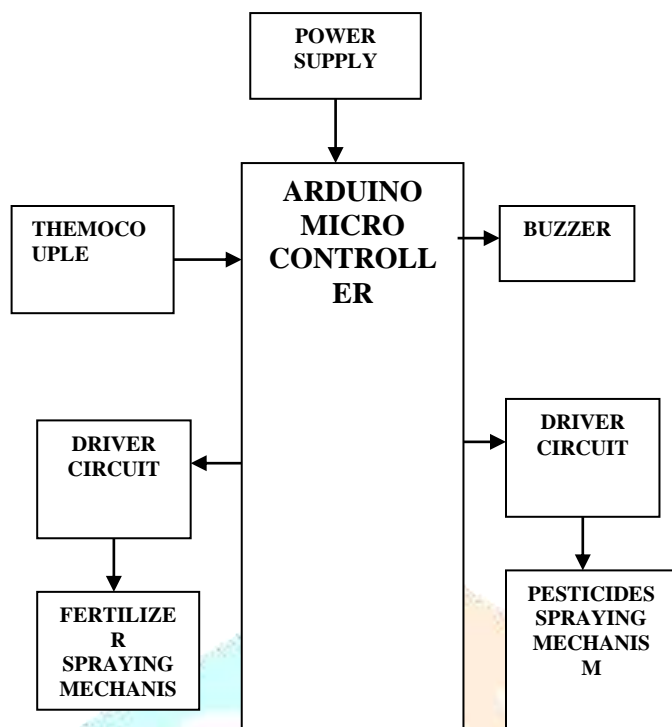 POWER
SUPPLY
ARDUINO
MICRO
CONTROLL
ER
THEMOCO
UPLE
BUZZER
DRIVER
CIRCUIT
DRIVER
CIRCUIT
FERTILIZE
R
SPRAYING
MECHANIS
PESTICIDES
SPRAYING
MECHANIS
M